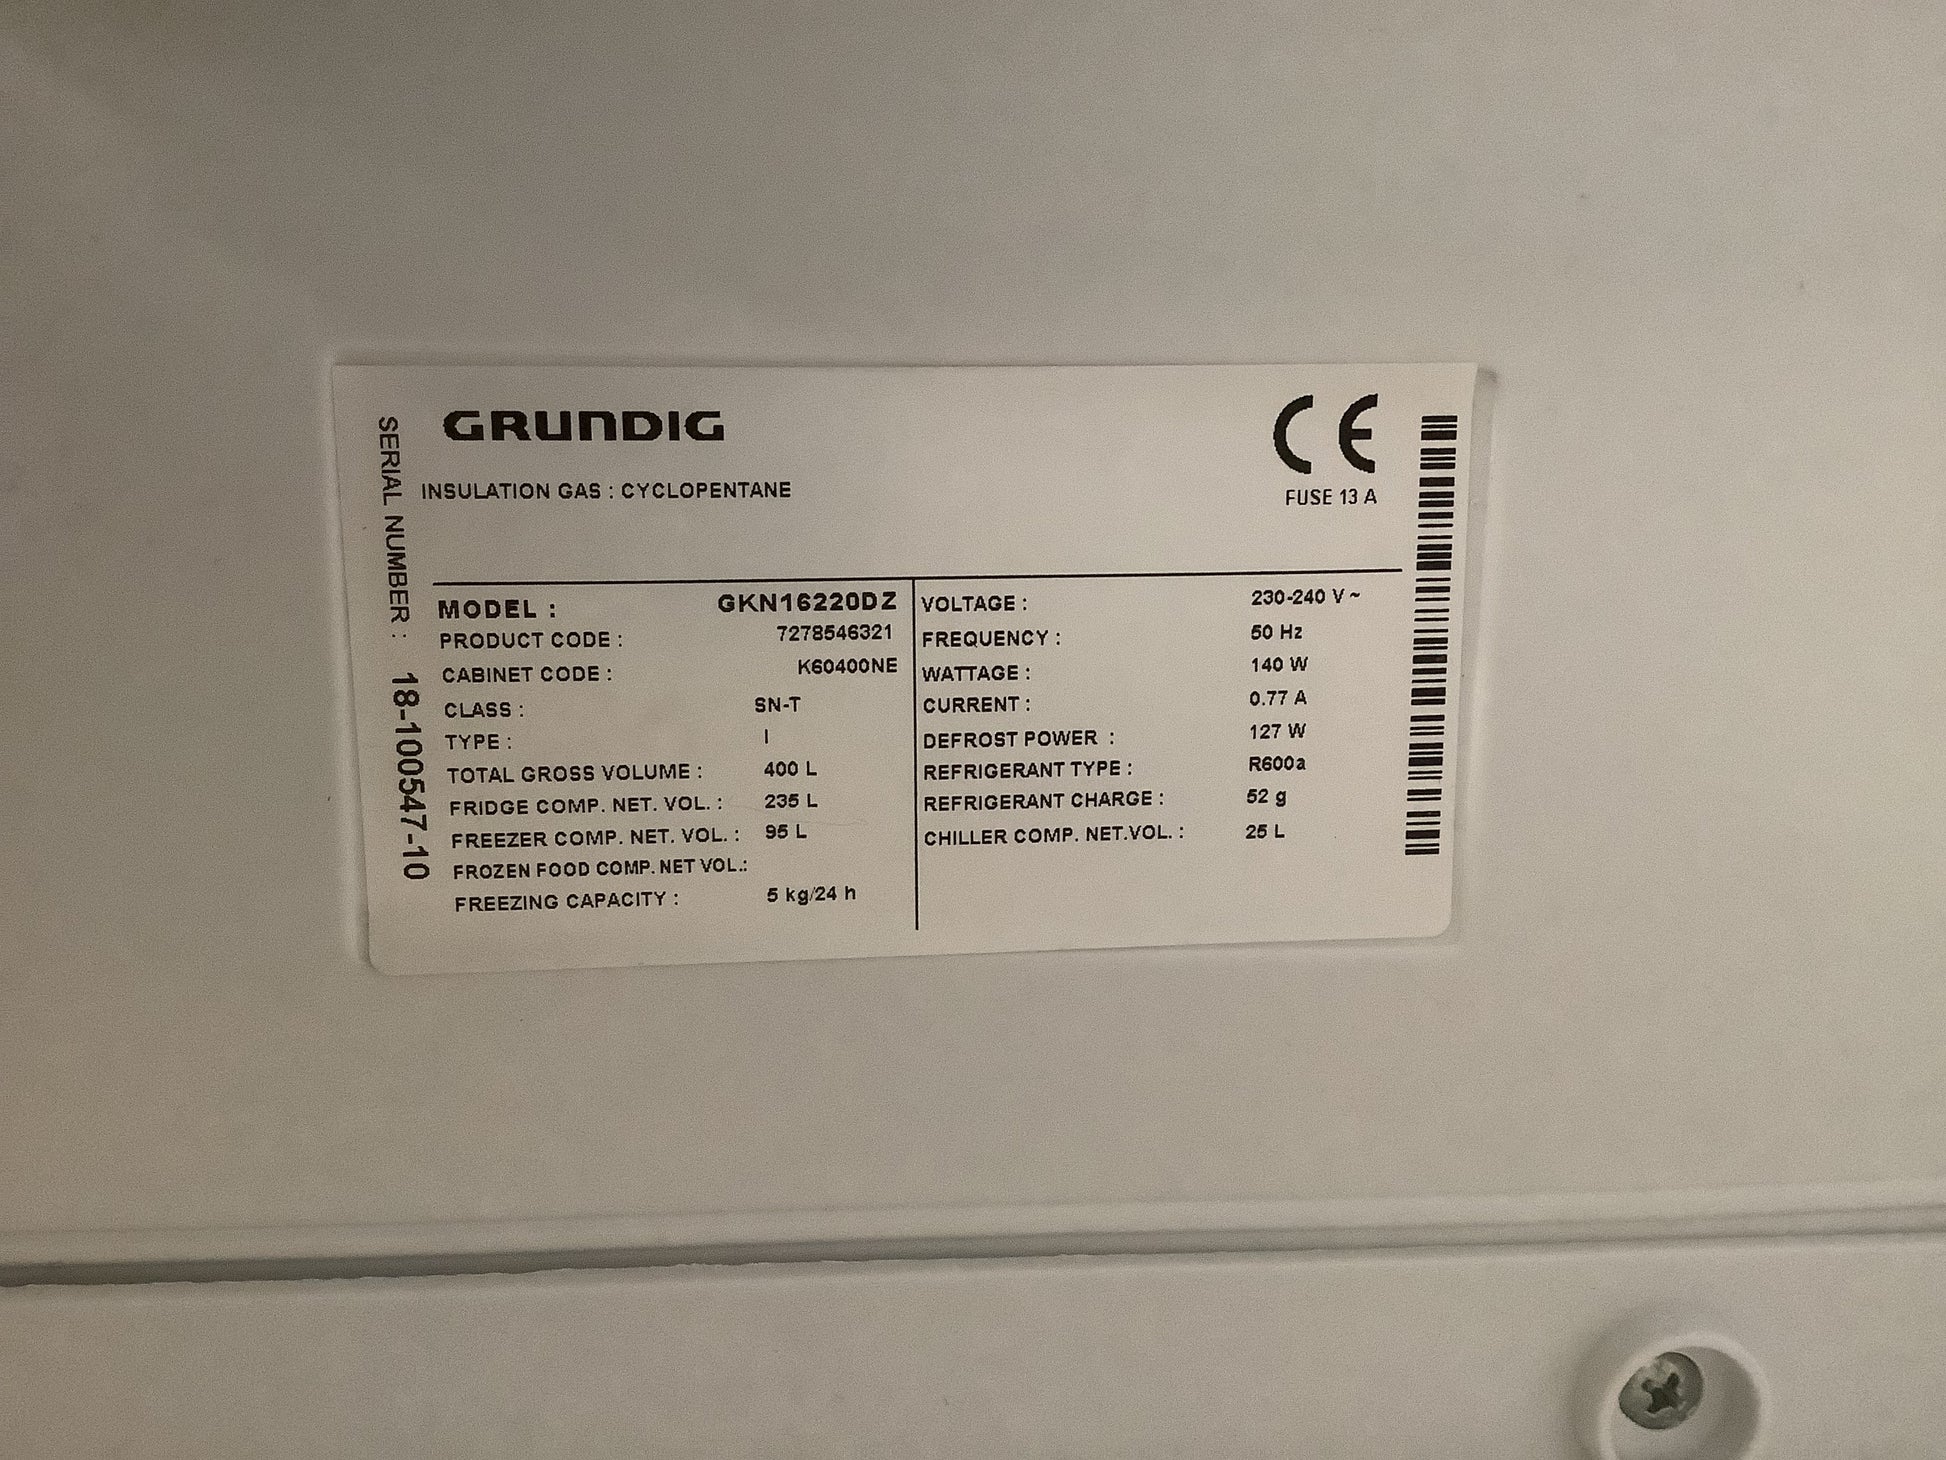 GRUNDIG
INSULATION GAS : CYCLOPENTANE
CE
FUSE 13 A
SERIAL NUMBER : 18-100547-10
MODEL : GKN16220DZ
PRODUCT CODE : 7278546321
CABINET CODE : K60400NE
CLASS : SN-T
TYPE : I
TOTAL GROSS VOLUME : 400 L
FRIDGE COMP. NET. VOL. : 235 L
FREEZER COMP. NET. VOL. : 95 L
FROZEN FOOD COMP. NET VOL.:
FREEZING CAPACITY : 5 kg/24 h
VOLTAGE : 230-240 V ~
FREQUENCY : 50 Hz
WATTAGE : 140 W
CURRENT : 0.77 A
DEFROST POWER : 127 W
REFRIGERANT TYPE : R600a
REFRIGERANT CHARGE : 52 g
CHILLER COMP. NET.VOL. : 25 L